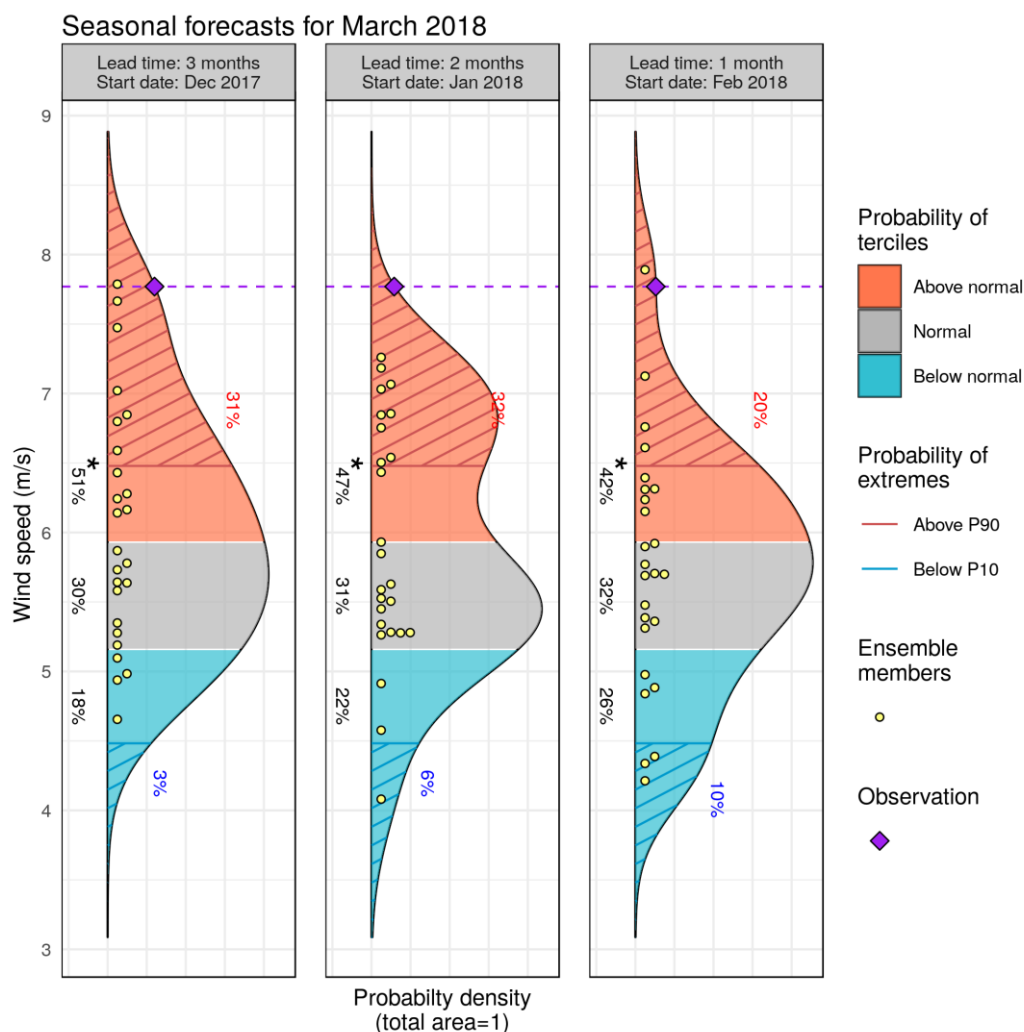 Seasonal forecasts for March 2018
Lead time: 3 months
Start date: Dec 2017
Lead time: 2 months
Start date: Jan 2018
Lead time: 1 month
Start date: Feb 2018
Wind speed (m/s)
9
8
7
6
5
4
3
31%
*
51%
30%
18%
3%
32%
*
47%
31%
22%
6%
20%
*
42%
32%
26%
10%
Probabilty density
(total area=1)
Probability of
terciles
Above normal
Normal
Below normal
Probability of
extremes
Above P90
Below P10
Ensemble
members
Observation